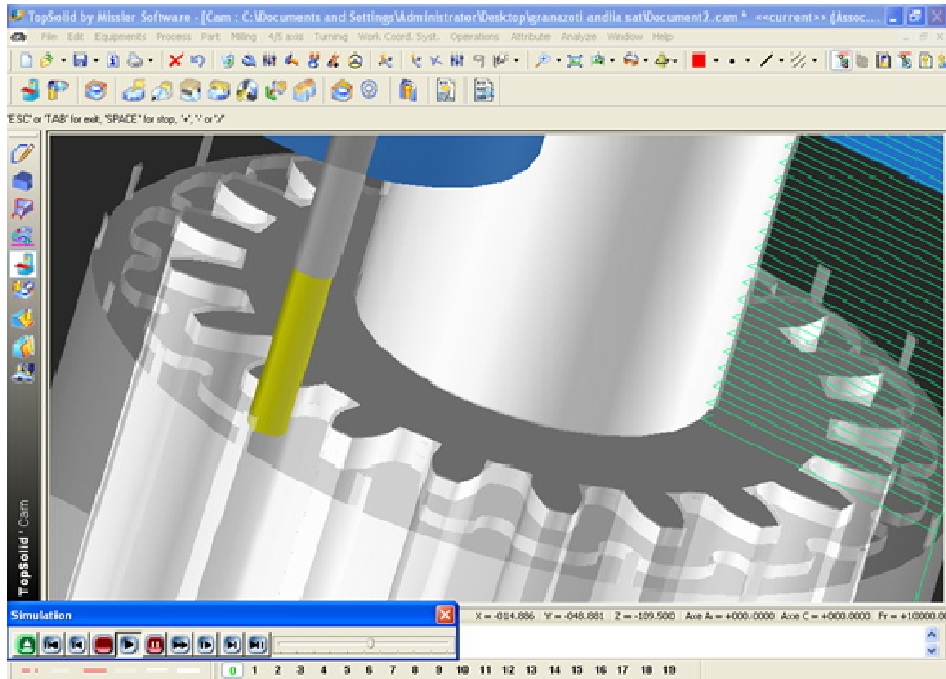 TopSolid by Missler Software - [Cam : C:\Documents and Settings\Administrator\Desktop\granazoti andila sat\Document2.cam * <<current>> (Assoc....
File Edit Equipments Process Part Milling 4/5 axis Turning Work Coord. Syst. Operations Attribute Analyze Window Help
'ESC' or 'TAB' for exit, 'SPACE' for stop,
TopSolid'Cam
Simulation
X = -014.886 Y = -048.881 Z = -109.500 Axe A = +000.0000 Axe C = +000.0000 Fr = +10000.00
0 1 2 3 4 5 6 7 8 9 10 11 12 13 14 15 16 17 18 19